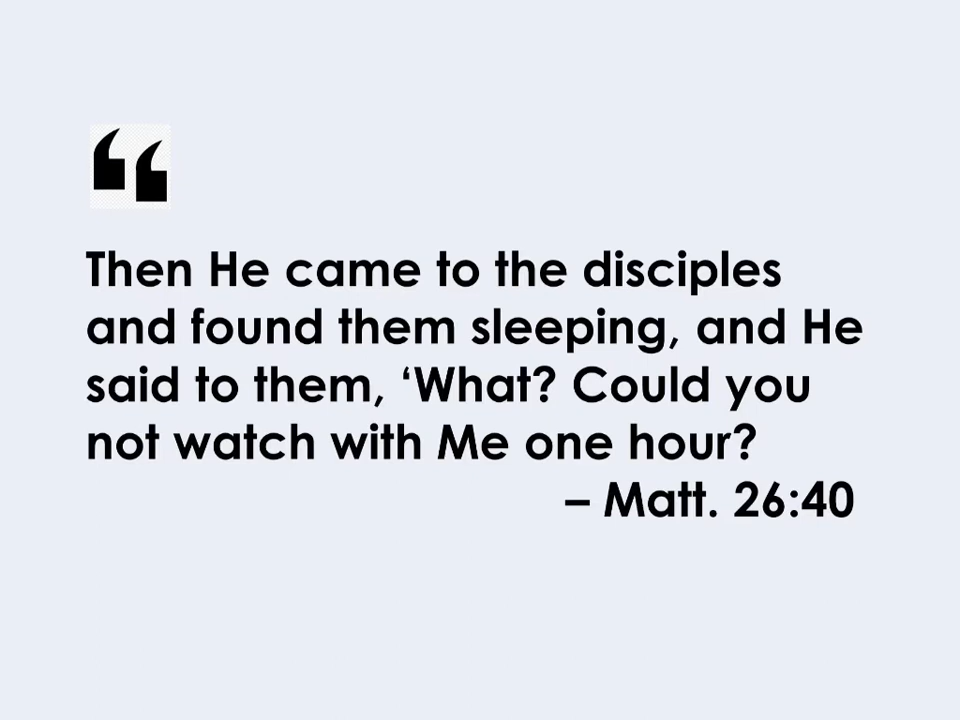 “
Then He came to the disciples
and found them sleeping, and He
said to them, ‘What? Could you
not watch with Me one hour?
– Matt. 26:40